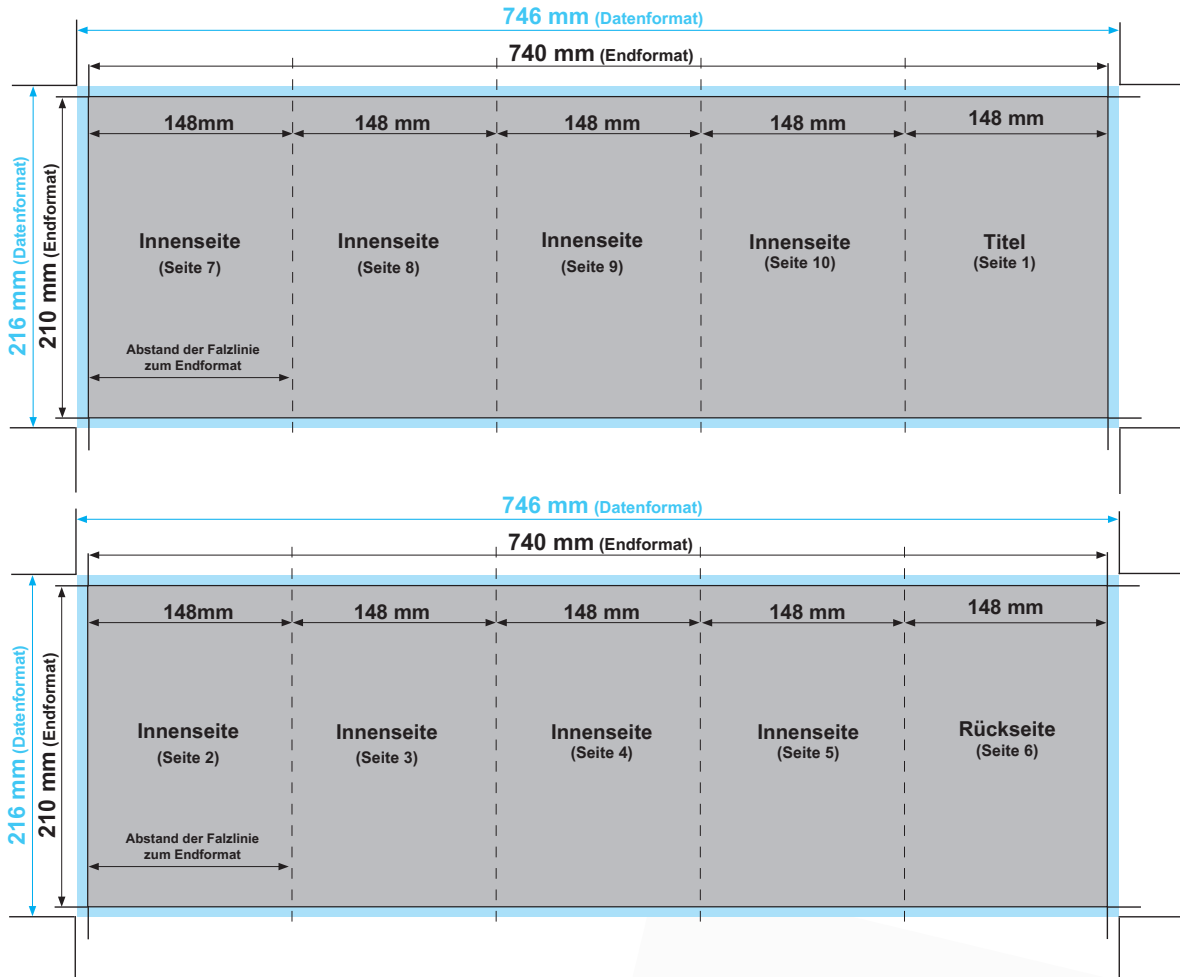 746 mm (Datenformat)
740 mm (Endformat)
148mm
148 mm
148 mm
148 mm
148 mm
216 mm (Datenformat)
210 mm (Endformat)
Innenseite
(Seite 7)
Innenseite
(Seite 8)
Innenseite
(Seite 9)
Innenseite
(Seite 10)
Titel
(Seite 1)
Abstand der Falzlinie
zum Endformat
746 mm (Datenformat)
740 mm (Endformat)
148mm
148 mm
148 mm
148 mm
148 mm
216 mm (Datenformat)
210 mm (Endformat)
Innenseite
(Seite 2)
Innenseite
(Seite 3)
Innenseite
(Seite 4)
Innenseite
(Seite 5)
Rückseite
(Seite 6)
Abstand der Falzlinie
zum Endformat